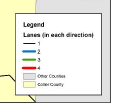 Legend
Lanes (in each direction)
1
2
3
4
Other Counties
Collier County